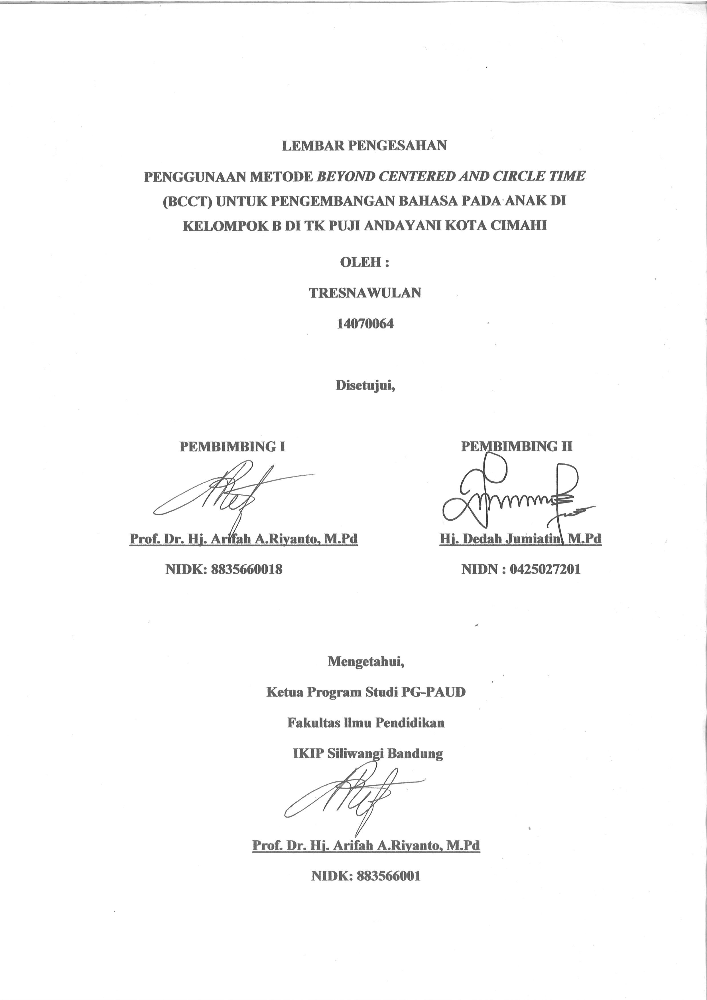 LEMBAR PENGESAHAN
PENGGUNAAN METODE BEYOND CENTERED AND CIRCLE TIME
(BCCT) UNTUK PENGEMBANGAN BAHASA PADA ANAK DI
KELOMPOK B DI TK PUJI ANDAYANI KOTA CIMAHI
OLEH :
TRESNAWULAN
14070064
Disetujui,
PEMBIMBING I
PEMBIMBING II
Prof. Dr. Hj. Arifah A.Riyanto, M.Pd
Hj. Dedah Jumiatin, M.Pd
NIDK: 8835660018
NIDN : 0425027201
Mengetahui,
Ketua Program Studi PG-PAUD
Fakultas Ilmu Pendidikan
IKIP Siliwangi Bandung
Prof. Dr. Hj. Arifah A.Riyanto, M.Pd
NIDK: 883566001